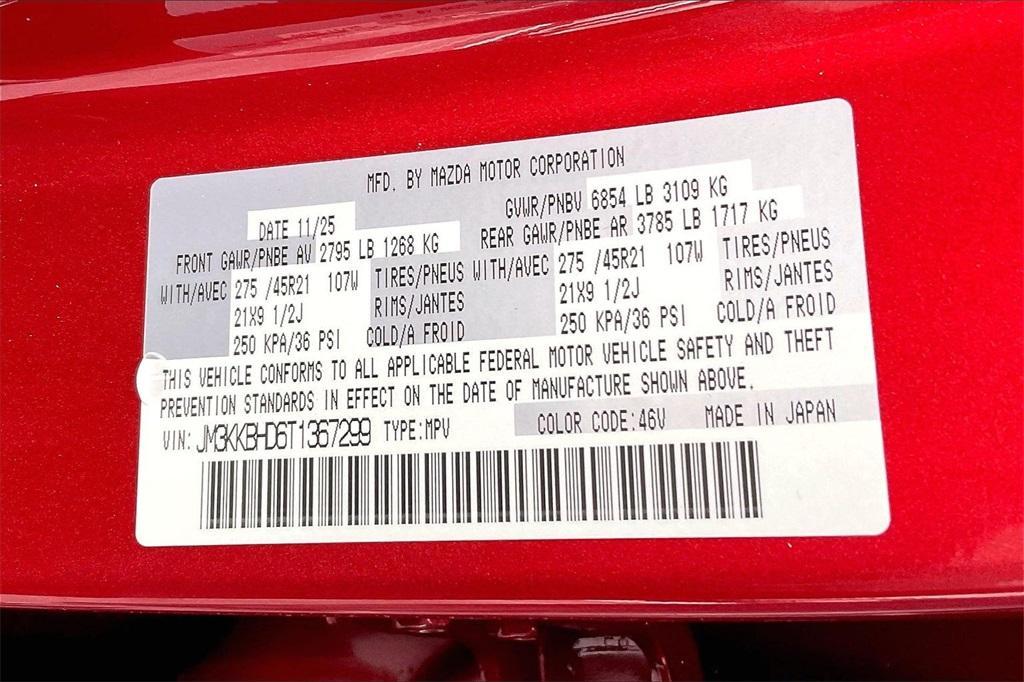 MFD. BY MAZDA MOTOR CORPORATION
DATE 11/25 GVWR/PNBV 6854 LB 3109 KG
FRONT GAWR/PNBE AV 2795 LB 1268 KG REAR GAWR/PNBE AR 3785 LB 1717 KG
WITH/AVEC 275 /45R21 107W TIRES/PNEUS WITH/AVEC 275 /45R21 107W TIRES/PNEUS
21X9 1/2J RIMS/JANTES 21X9 1/2J RIMS/JANTES
250 KPA/36 PSI COLD/A FROID 250 KPA/36 PSI COLD/A FROID
THIS VEHICLE CONFORMS TO ALL APPLICABLE FEDERAL MOTOR VEHICLE SAFETY AND THEFT
PREVENTION STANDARDS IN EFFECT ON THE DATE OF MANUFACTURE SHOWN ABOVE.
VIN: JM3KKBHD6T1367299 TYPE:MPV COLOR CODE:46V MADE IN JAPAN